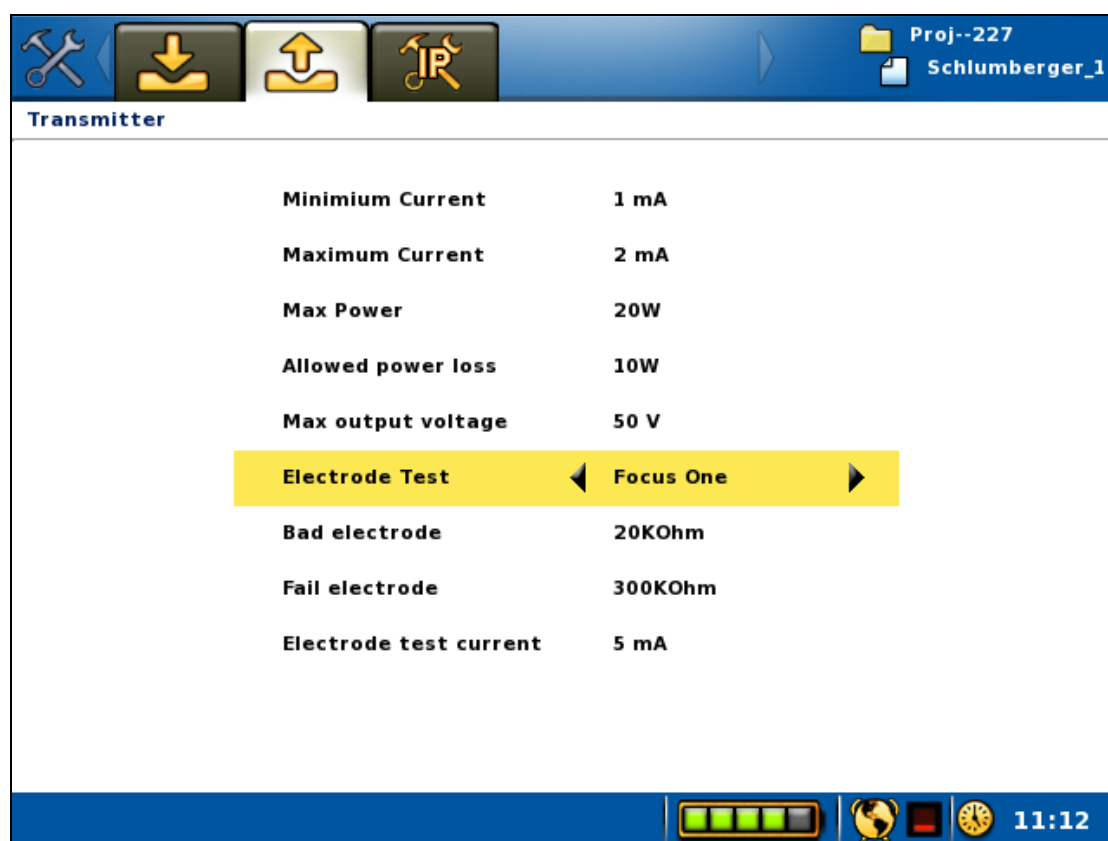 IR
Proj--227
Schlumberger_1
Transmitter
Minimium Current 1 mA
Maximum Current 2 mA
Max Power 20W
Allowed power loss 10W
Max output voltage 50 V
Electrode Test Focus One
Bad electrode 20KOhm
Fail electrode 300KOhm
Electrode test current 5 mA
11:12